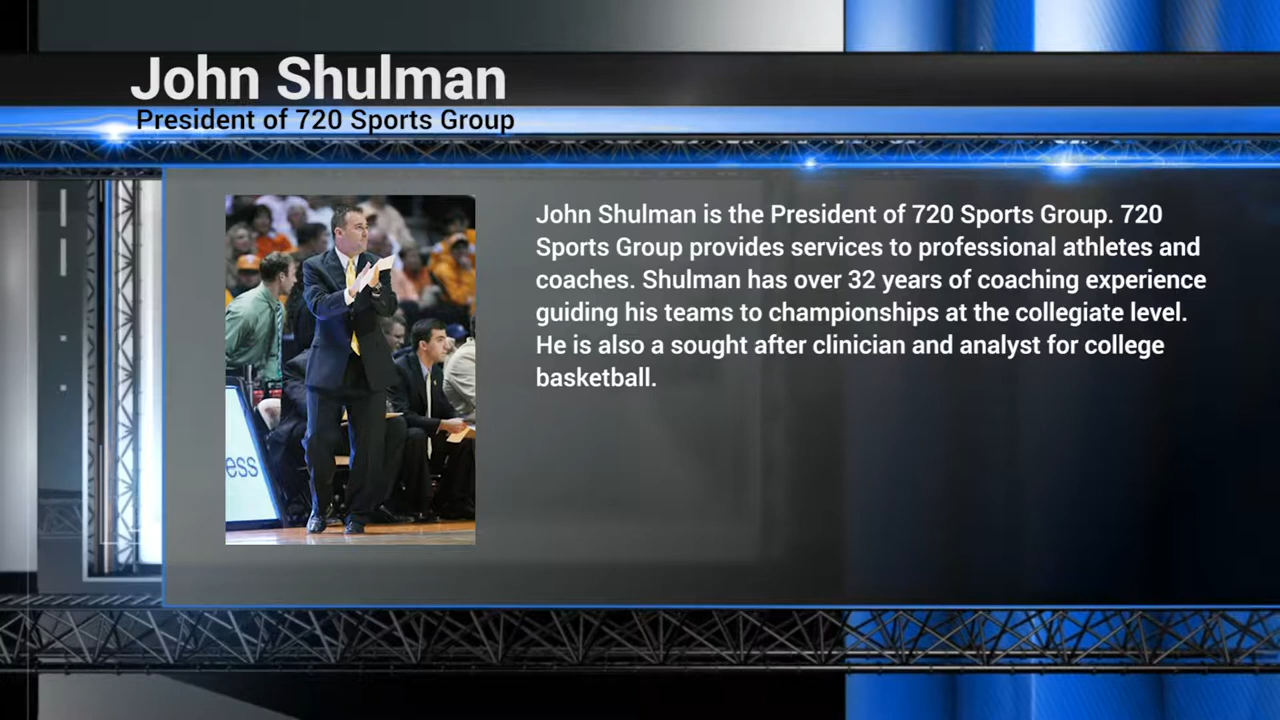 John Shulman
President of 720 Sports Group
John Shulman is the President of 720 Sports Group. 720
Sports Group provides services to professional athletes and
coaches. Shulman has over 32 years of coaching experience
guiding his teams to championships at the collegiate level.
He is also a sought after clinician and analyst for college
basketball.
ess